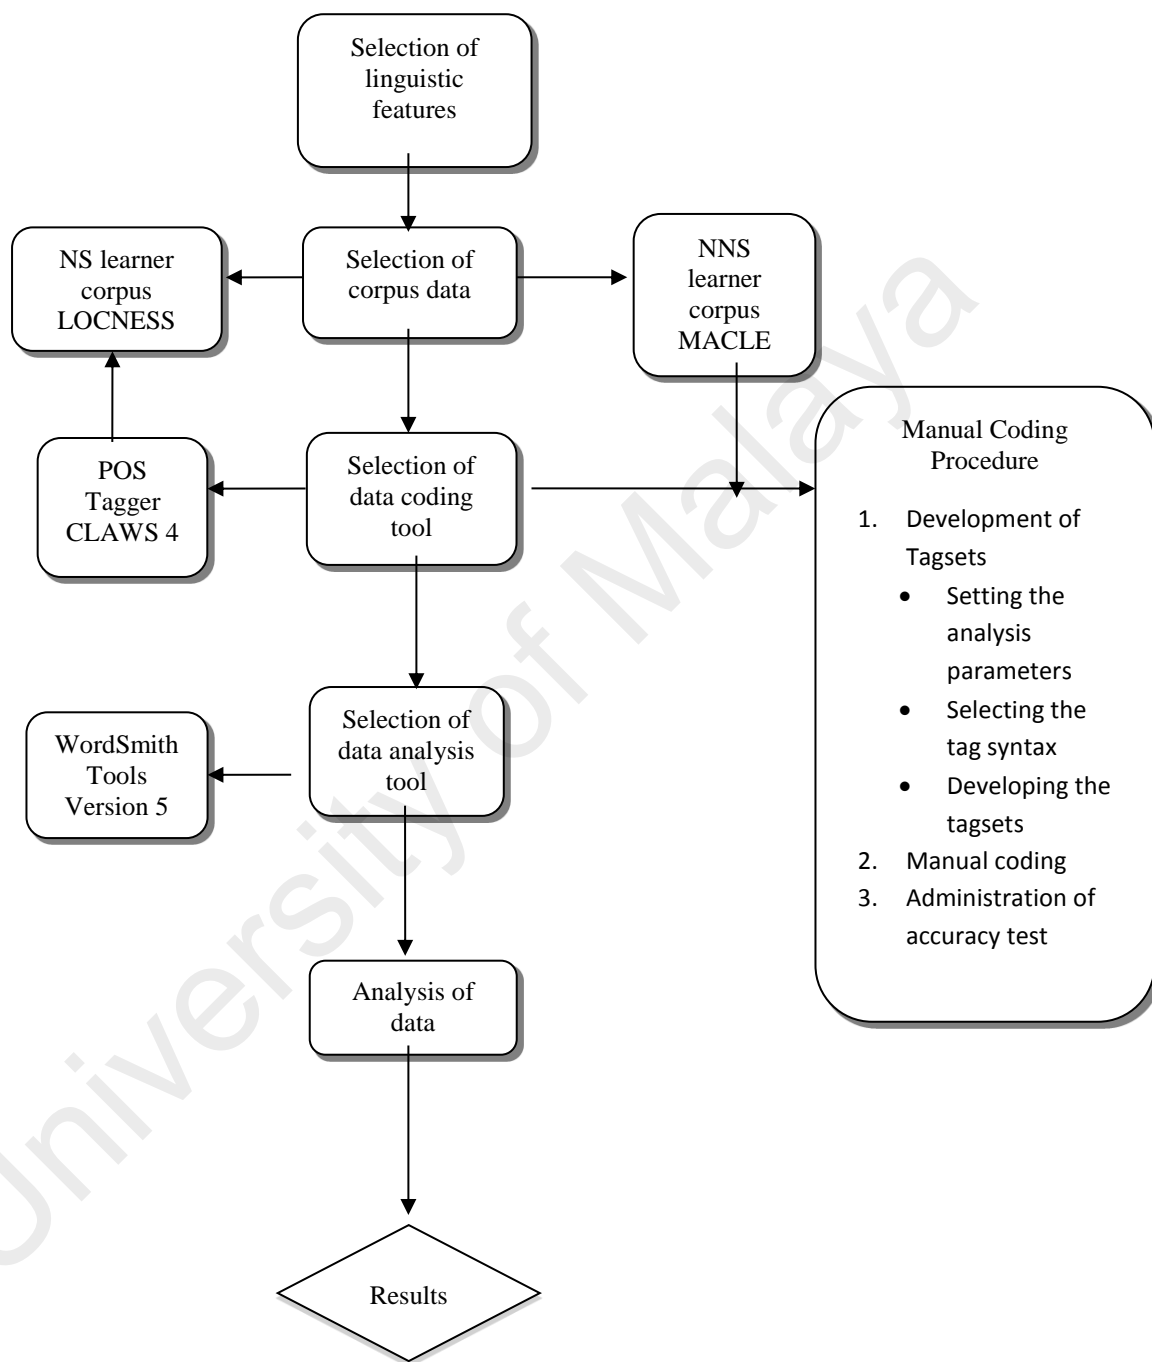 Selection of
linguistic
features
NS learner
corpus
LOCNESS
Selection of
corpus data
NNS
learner
corpus
MACLE
POS
Tagger
CLAWS 4
Selection of
data coding
tool
Manual Coding
Procedure
1. Development of
Tagsets
• Setting the
analysis
parameters
• Selecting the
tag syntax
• Developing the
tagsets
2. Manual coding
3. Administration of
accuracy test
WordSmith
Tools
Version 5
Selection of
data analysis
tool
Analysis of
data
Results
University of Malaya